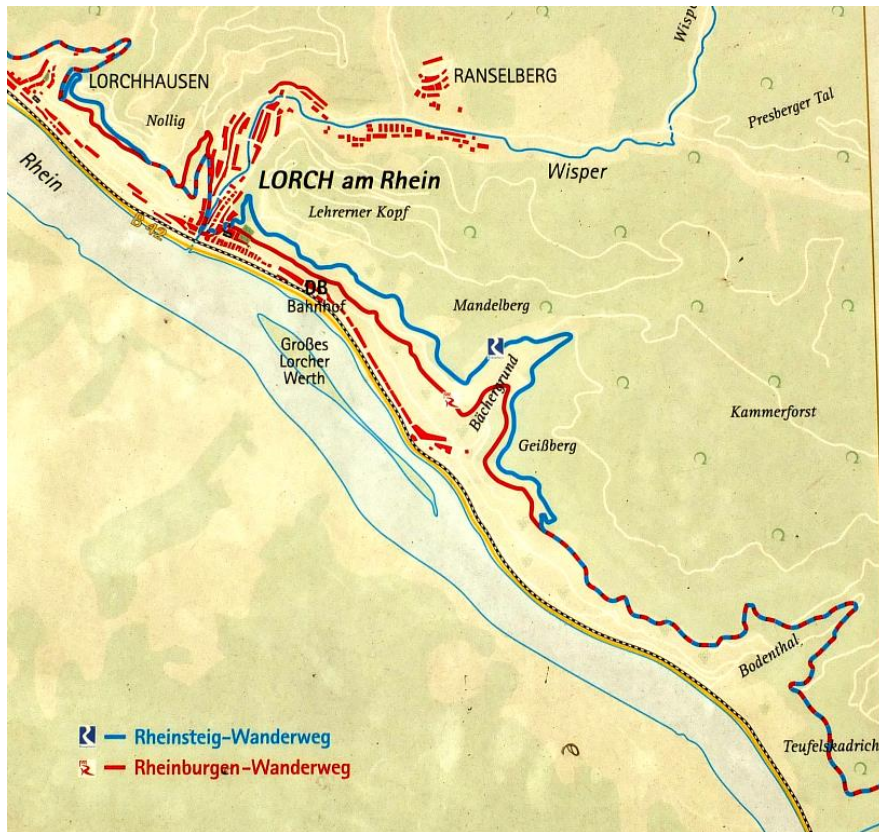 Wisper
LORCHHAUSEN
RANSELBERG
Nollig
Presberger Tal
Rhein
LORCH am Rhein
Wisper
Lehrerner Kopf
B 42
DB
Bahnhof
Mandelberg
Großes
Lorcher
Werth
Bächergrund
Kammerforst
Geißberg
Bodenthal
Teufelskadrich
Rheinsteig-Wanderweg
Rheinburgen-Wanderweg